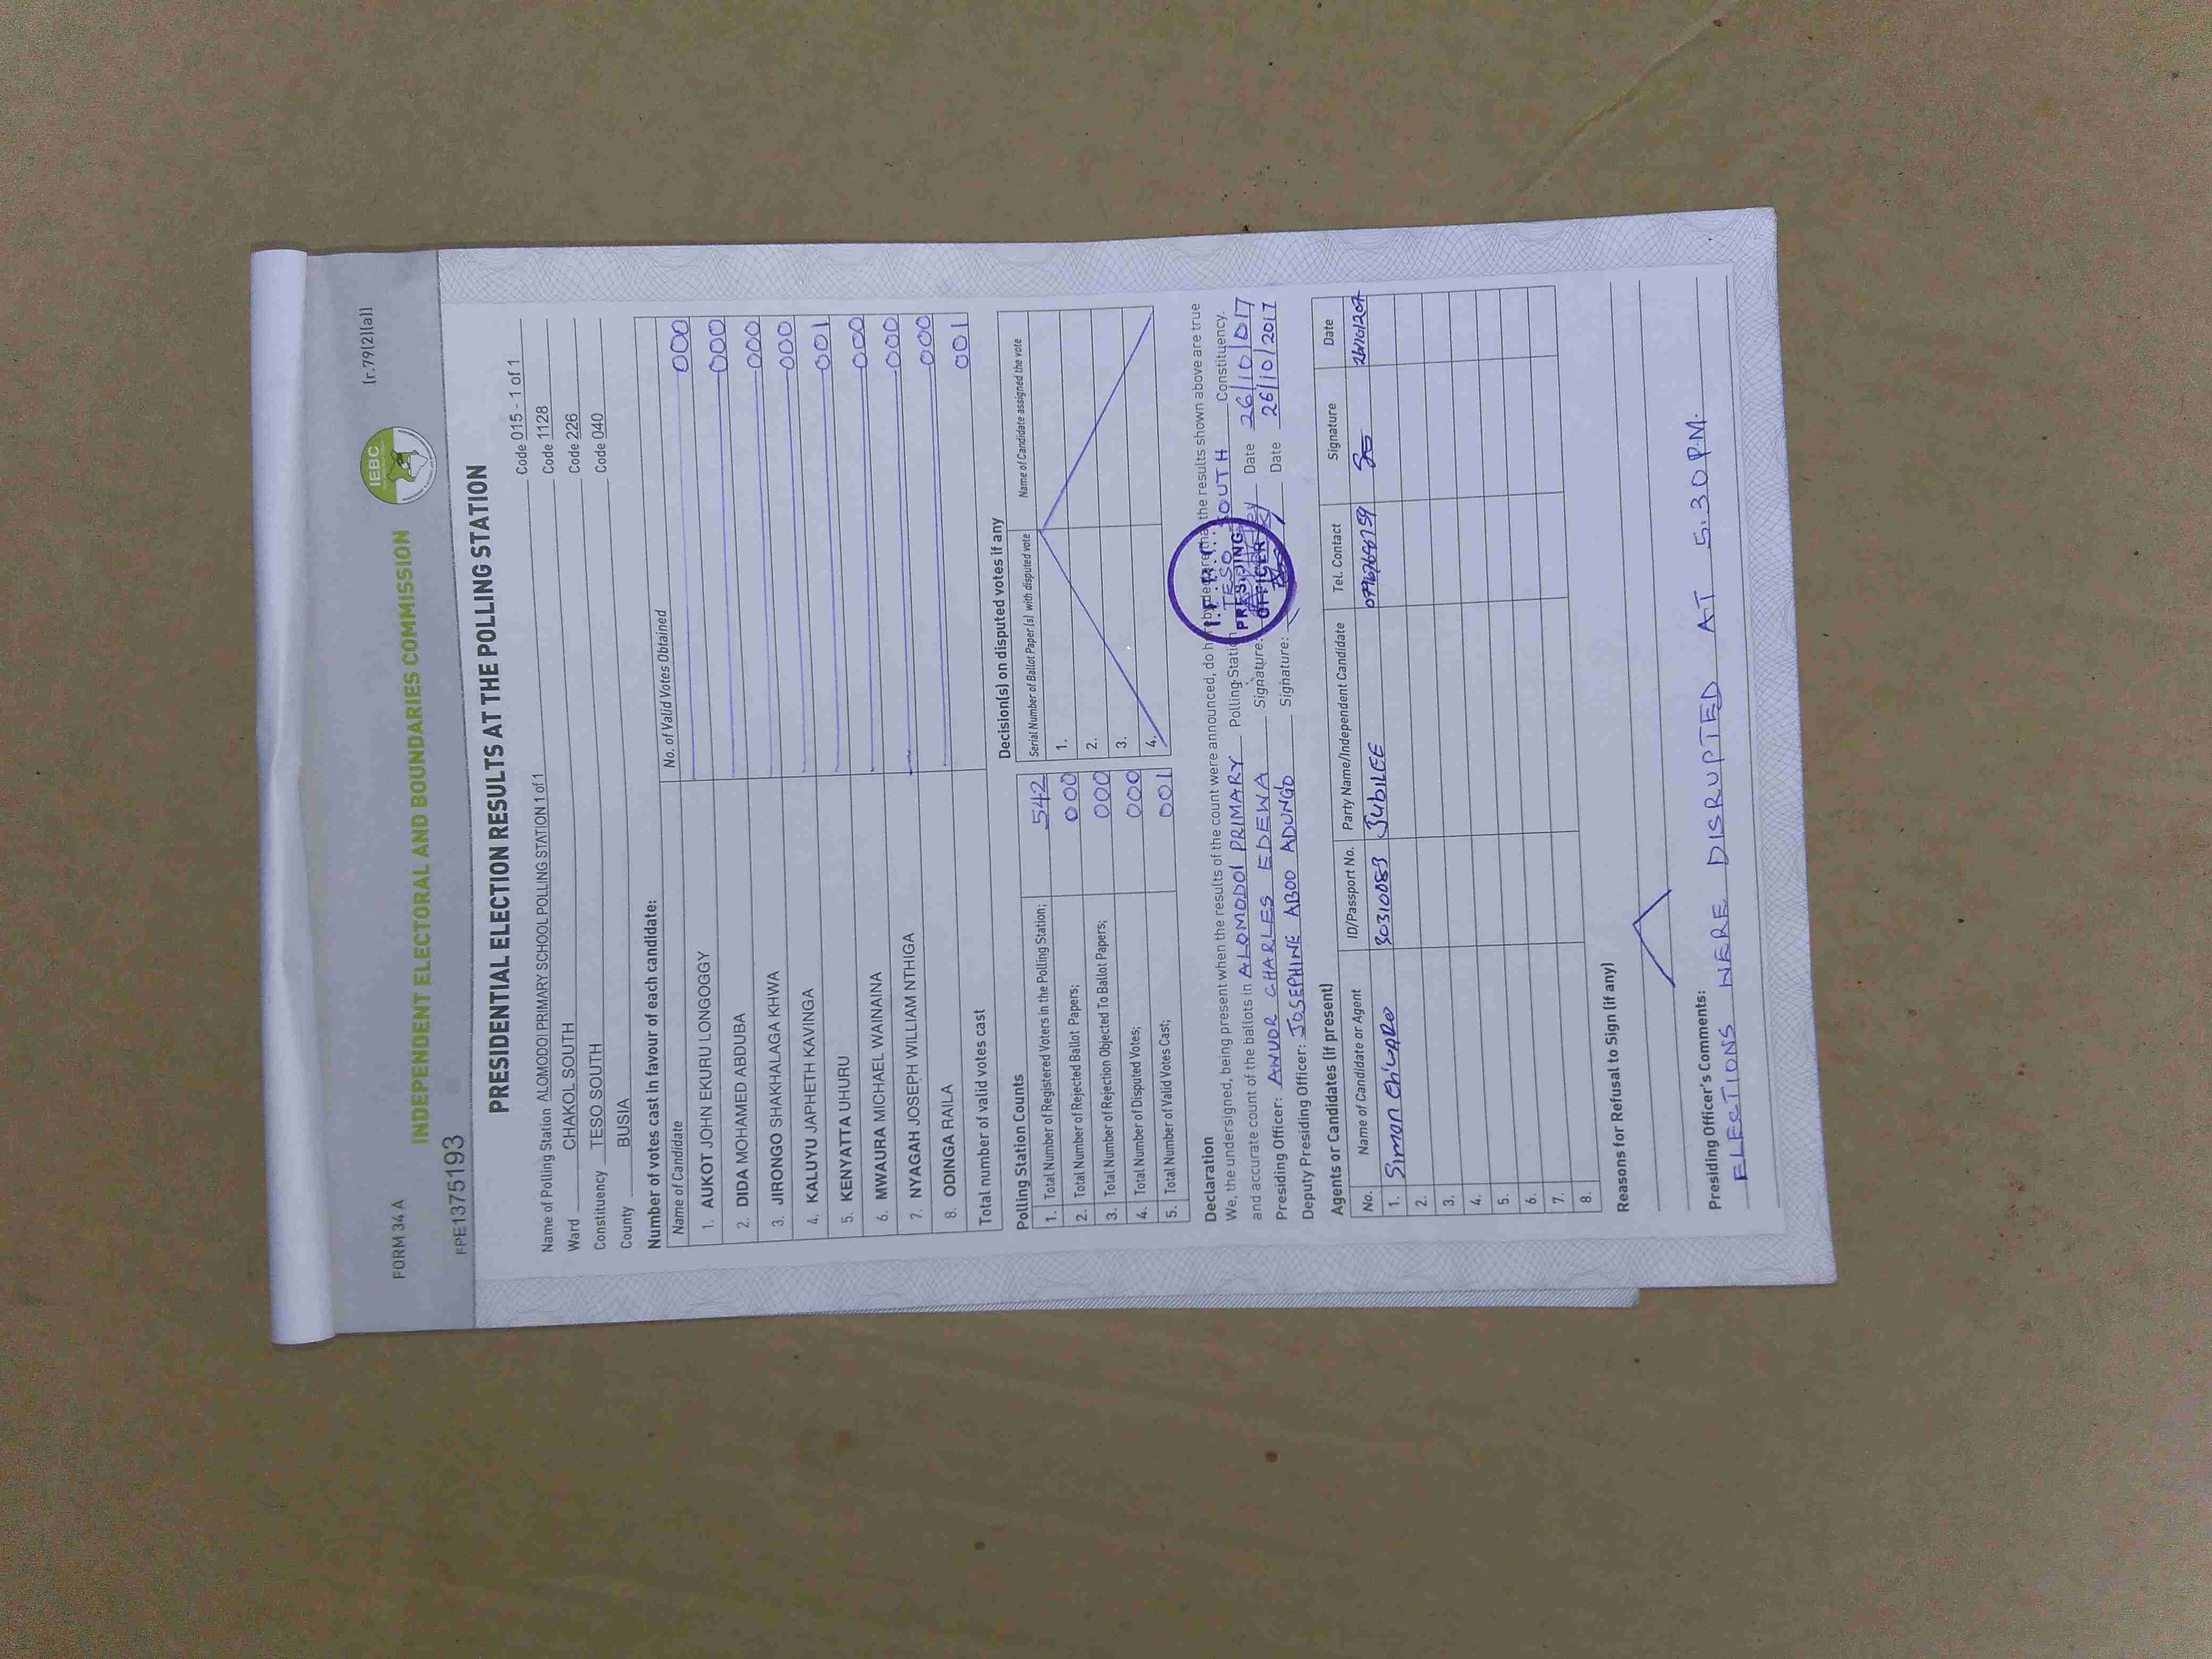 FORM 34 A (r.79(2)(a))
INDEPENDENT ELECTORAL AND BOUNDARIES COMMISSION
IEBC
PPE1375193
PRESIDENTIAL ELECTION RESULTS AT THE POLLING STATION
Name of Polling Station ALOMODOI PRIMARY SCHOOL POLLING STATION 1 of 1 Code 015 - 1 of 1
Ward CHAKOL SOUTH Code 1128
Constituency TESO SOUTH Code 226
County BUSIA Code 040
Number of votes cast in favour of each candidate:
Name of Candidate No. of Valid Votes Obtained
1. AUKOT JOHN EKURU LONGOGGY 000
2. DIDA MOHAMED ABDUBA 000
3. JIRONGO SHAKHALAGA KHWA 000
4. KALUYU JAPHETH KAVINGA 000
5. KENYATTA UHURU 001
6. MWAURA MICHAEL WAINAINA 000
7. NYAGAH JOSEPH WILLIAM NTHIGA 000
8. ODINGA RAILA 000
Total number of valid votes cast 001
Polling Station Counts
1. Total Number of Registered Voters in the Polling Station; 542
2. Total Number of Rejected Ballot Papers; 000
3. Total Number of Rejection Objected To Ballot Papers; 000
4. Total Number of Disputed Votes; 000
5. Total Number of Valid Votes Cast; 001
Decision(s) on disputed votes if any
Serial Number of Ballot Paper (s) with disputed vote Name of Candidate assigned the vote
1.
2.
3.
4.
Declaration
We, the undersigned, being present when the results of the count were announced, do hereby declare that the results shown above are true
and accurate count of the ballots in ALOMODOI PRIMARY Polling Station TESO SOUTH Constituency.
Presiding Officer: AWUOR CHARLES EDEWA Signature: Date 26/10/017
Deputy Presiding Officer: JOSEPHINE ABOO ADUNGO Signature: Date 26/10/2017
PRESIDING
OFFICER
Agents or Candidates (if present)
No. Name of Candidate or Agent ID/Passport No. Party Name/Independent Candidate Tel. Contact Signature Date
1. Simon 30310083 JUBILEE
2.
3.
4.
5.
6.
7.
8.
Reasons for Refusal to Sign (if any)
Presiding Officer's Comments:
ELECTIONS WERE DISRUPTED AT 5.30 P.M.